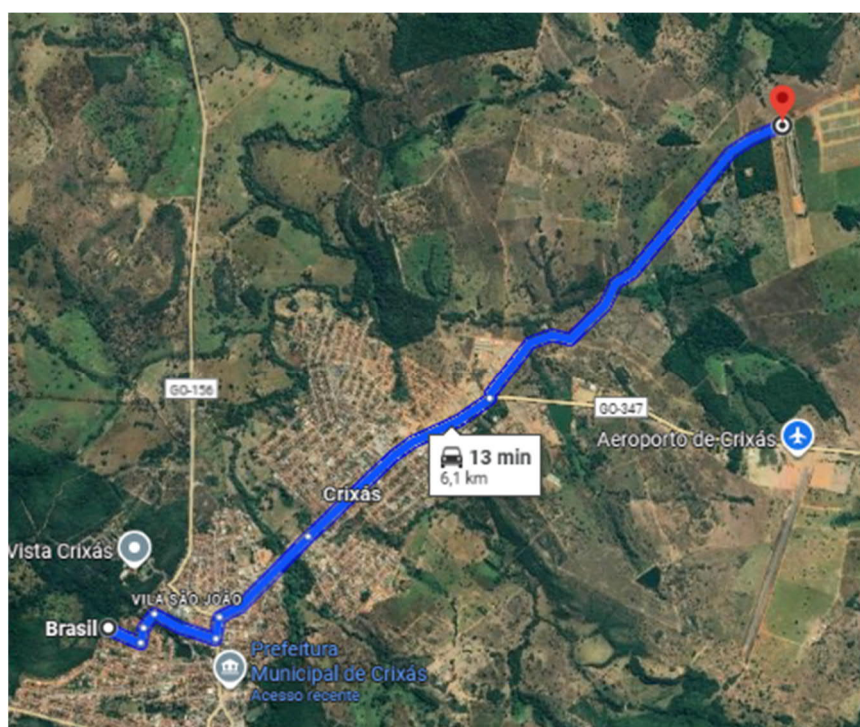 GO-156
GO-347
Aeroporto de Crixás
13 min
6,1 km
Crixás
Vista Crixás
VILA SÃO JOÃO
Brasil
Prefeitura
Municipal de Crixás
Acesso recente